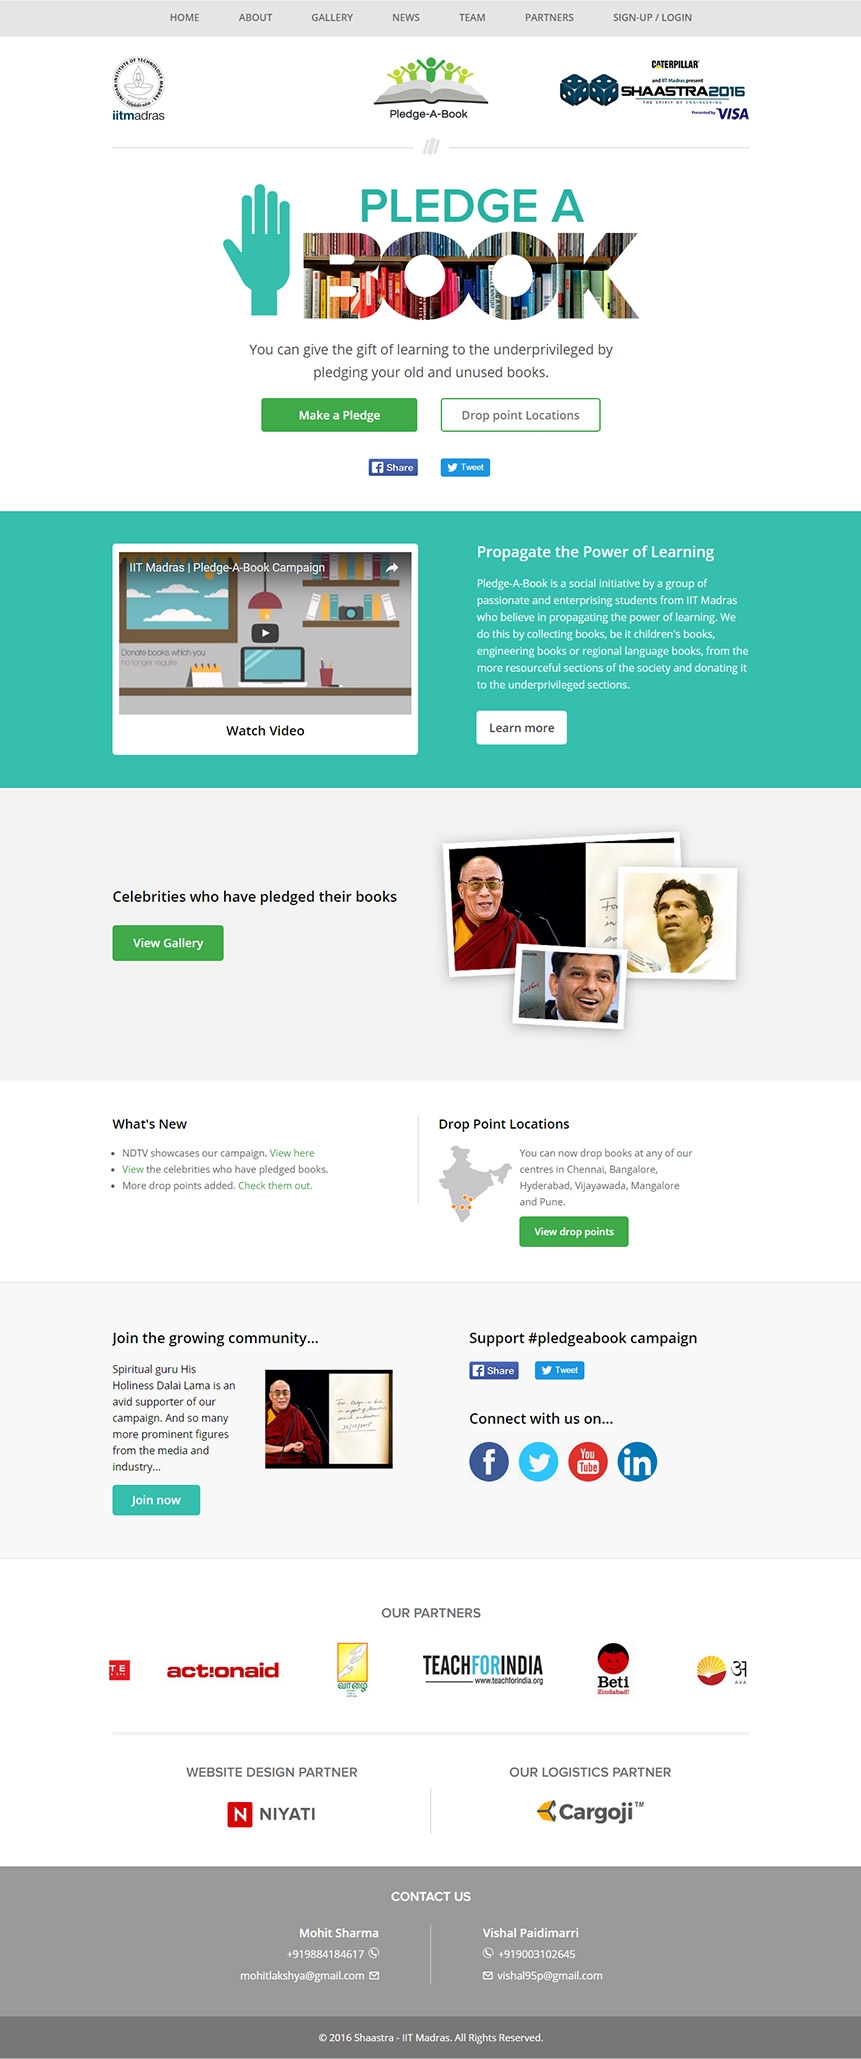 HOME ABOUT GALLERY NEWS TEAM PARTNERS SIGN-UP / LOGIN
INDIAN INSTITUTE OF TECHNOLOGY MADRAS
iitmadras
Pledge-A-Book
CATERPILLAR
and IIT Madras present
SHAASTRA2016
THE SPIRIT OF ENGINEERING
Presented by VISA
PLEDGE A
BOOK
You can give the gift of learning to the underprivileged by
pledging your old and unused books.
Make a Pledge Drop point Locations
Share Tweet
IIT Madras | Pledge-A-Book Campaign
Donate books which you
no longer require
Watch Video
Propagate the Power of Learning
Pledge-A-Book is a social initiative by a group of
passionate and enterprising students from IIT Madras
who believe in propagating the power of learning. We
do this by collecting books, be it children's books,
engineering books or regional language books, from the
more resourceful sections of the society and donating it
to the underprivileged sections.
Learn more
Celebrities who have pledged their books
View Gallery
What's New
NDTV showcases our campaign. View here
View the celebrities who have pledged books.
More drop points added. Check them out.
Drop Point Locations
You can now drop books at any of our
centres in Chennai, Bangalore,
Hyderabad, Vijayawada, Mangalore
and Pune.
View drop points
Join the growing community...
Spiritual guru His
Holiness Dalai Lama is an
avid supporter of our
campaign. And so many
more prominent figures
from the media and
industry...
Join now
Support #pledgeabook campaign
Share Tweet
Connect with us on...
You
Tube
in
OUR PARTNERS
act!onaid
வாழை
TEACHFORINDIA
www.teachforindia.org
Beti
Zindabad!
अ
AVA
WEBSITE DESIGN PARTNER
N NIYATI
OUR LOGISTICS PARTNER
Cargoji™
CONTACT US
Mohit Sharma
+919884184617
mohitlakshya@gmail.com
Vishal Paidimarri
+919003102645
vishal95p@gmail.com
© 2016 Shaastra - IIT Madras. All Rights Reserved.